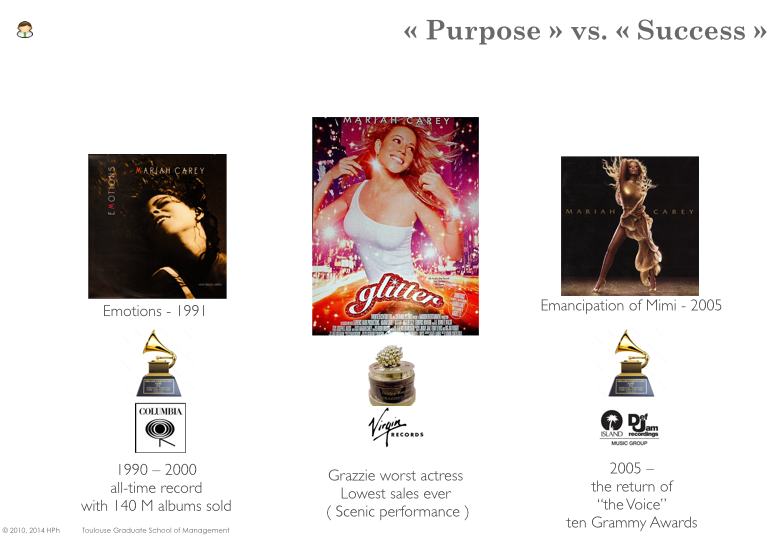 « Purpose » vs. « Success »
EMOTIONS
MARIAH CAREY
MARIAH CAREY
glitter
MARIAH CAREY
Emotions - 1991
Emancipation of Mimi - 2005
COLUMBIA
Virgin
RECORDS
ISLAND
Def Jam
recordings
MUSIC GROUP
1990 – 2000
all-time record
with 140 M albums sold
Grazzie worst actress
Lowest sales ever
( Scenic performance )
2005 –
the return of
“the Voice”
ten Grammy Awards
© 2010, 2014 HPh Toulouse Graduate School of Management